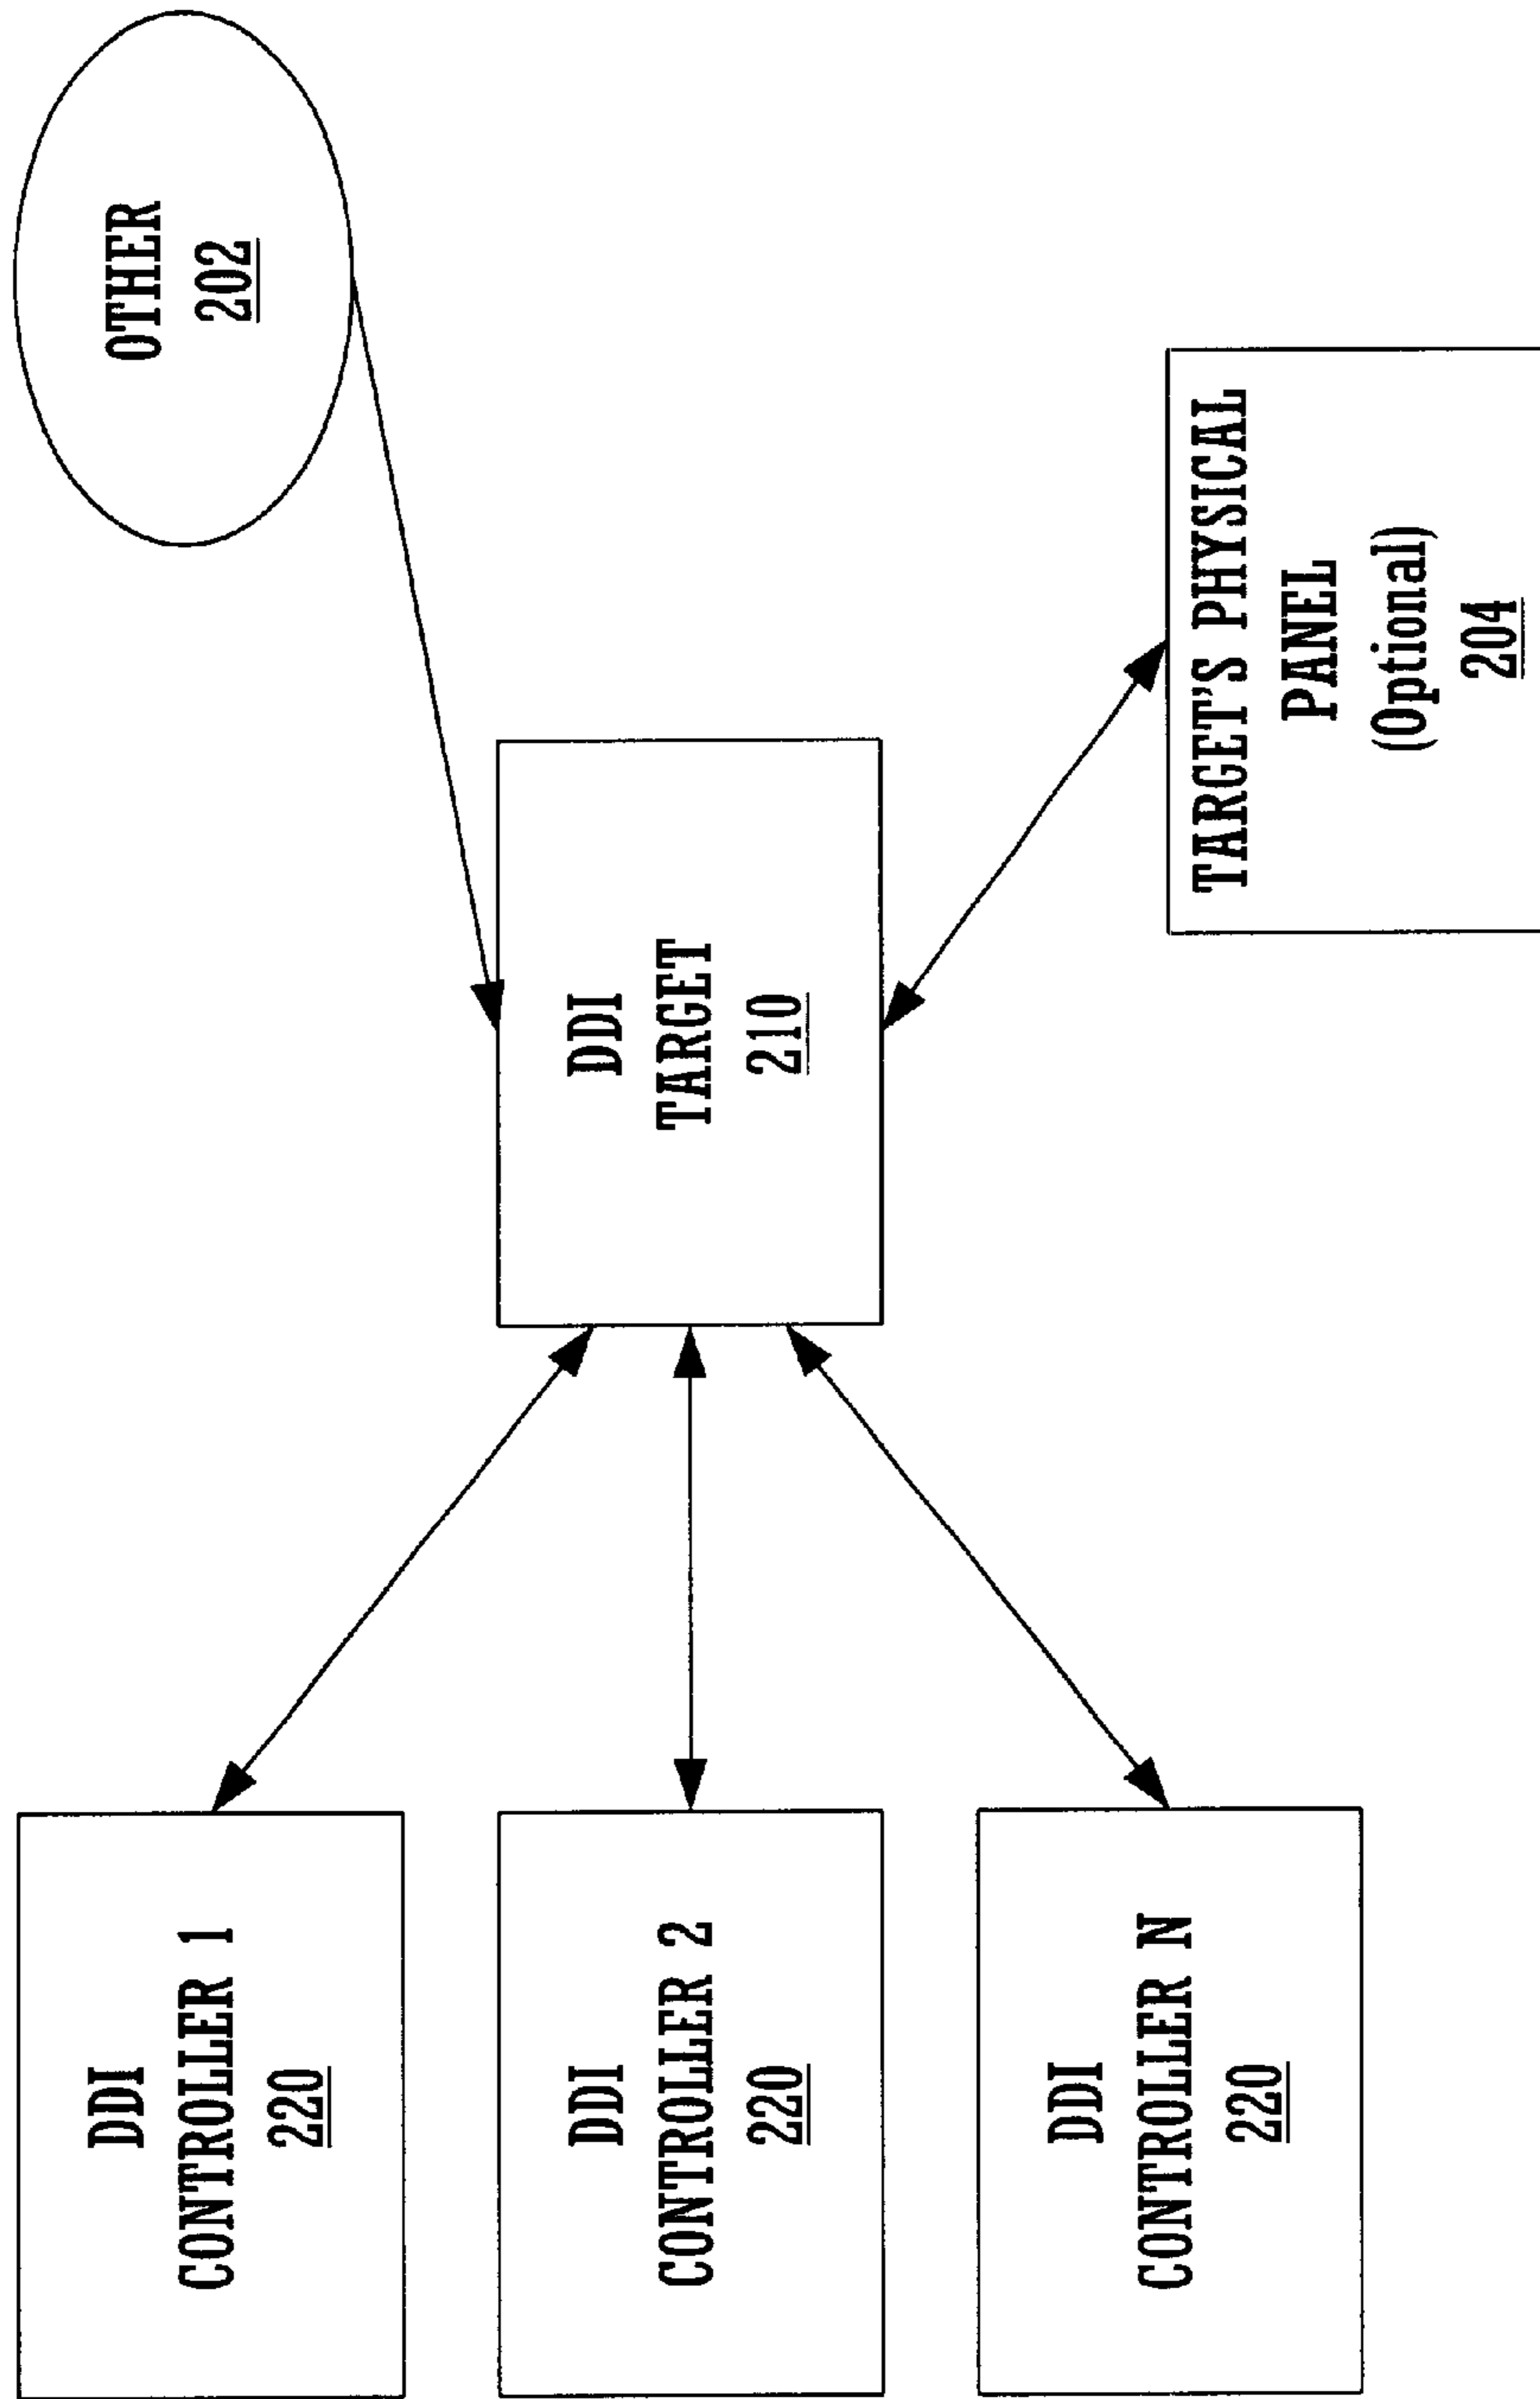 OTHER
202
DDI
TARGET
210
TARGET'S PHYSICAL
PANEL
(Optional)
204
DDI
CONTROLLER 1
220
DDI
CONTROLLER 2
220
DDI
CONTROLLER N
220